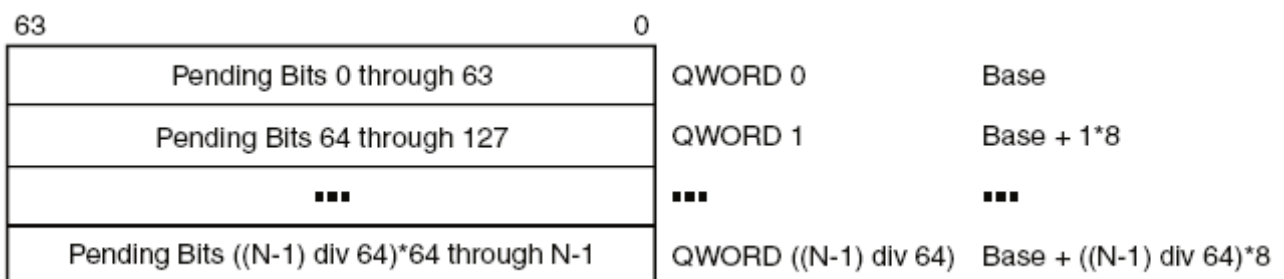 63 0
Pending Bits 0 through 63 QWORD 0 Base
Pending Bits 64 through 127 QWORD 1 Base + 1*8
... ... ...
Pending Bits ((N-1) div 64)*64 through N-1 QWORD ((N-1) div 64) Base + ((N-1) div 64)*8